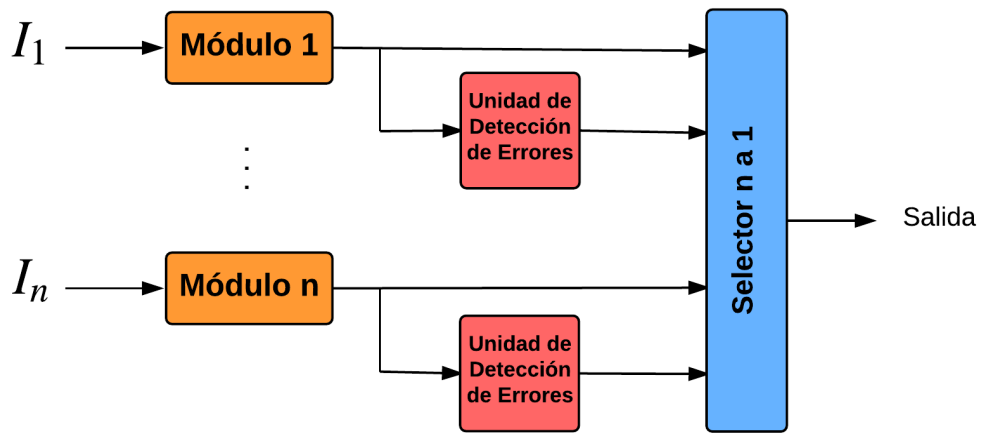 I₁
Módulo 1
Unidad de
Detección
de Errores
Iₙ
Módulo n
Unidad de
Detección
de Errores
Selector n a 1
Salida